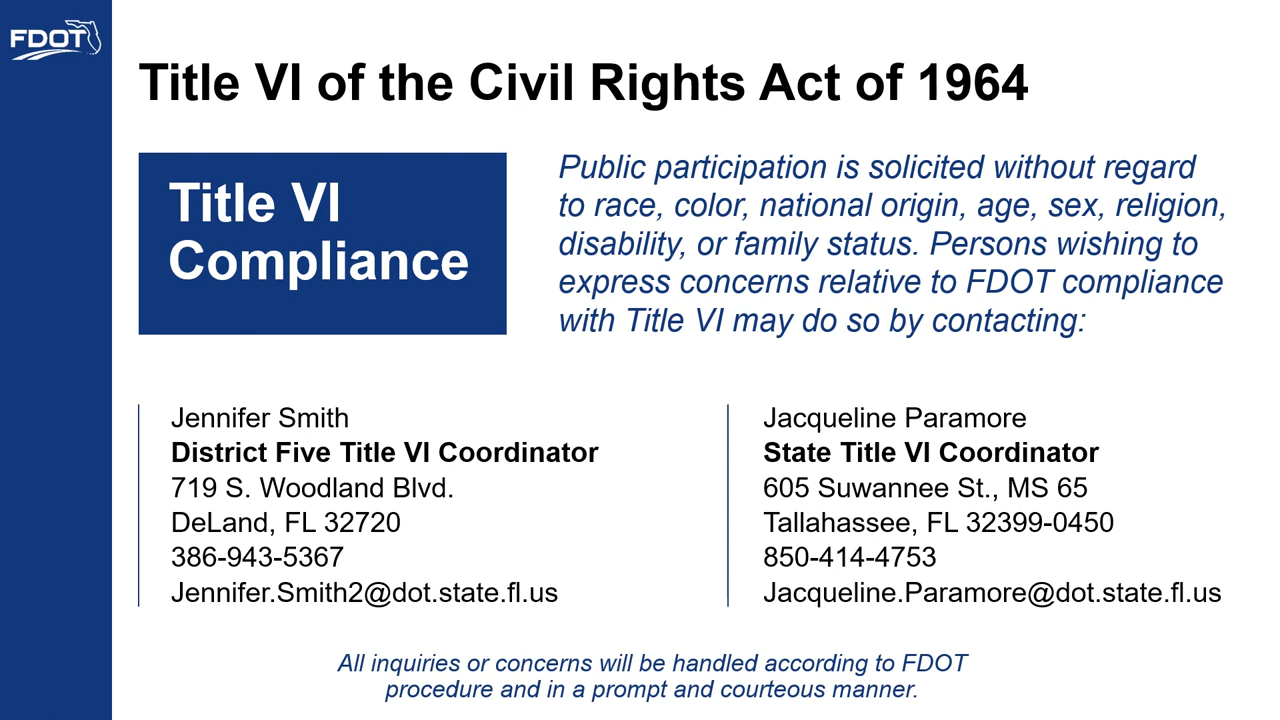 FDOT
Title VI of the Civil Rights Act of 1964
Title VI
Compliance
Public participation is solicited without regard
to race, color, national origin, age, sex, religion,
disability, or family status. Persons wishing to
express concerns relative to FDOT compliance
with Title VI may do so by contacting:
Jennifer Smith
District Five Title VI Coordinator
719 S. Woodland Blvd.
DeLand, FL 32720
386-943-5367
Jennifer.Smith2@dot.state.fl.us
Jacqueline Paramore
State Title VI Coordinator
605 Suwannee St., MS 65
Tallahassee, FL 32399-0450
850-414-4753
Jacqueline.Paramore@dot.state.fl.us
All inquiries or concerns will be handled according to FDOT
procedure and in a prompt and courteous manner.